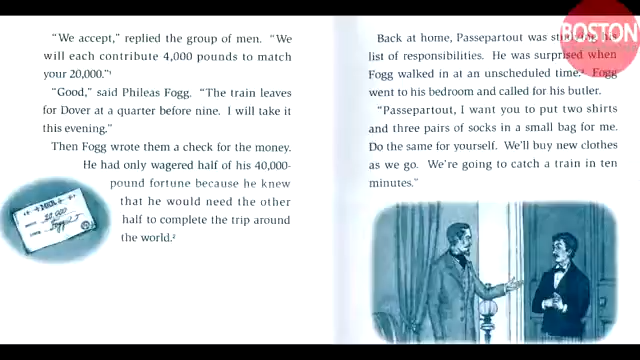 "We accept," replied the group of men. "We
will each contribute 4,000 pounds to match
your 20,000."¹
"Good," said Phileas Fogg. "The train leaves
for Dover at a quarter before nine. I will take it
this evening."
Then Fogg wrote them a check for the money.
He had only wagered half of his 40,000-
pound fortune because he knew
that he would need the other
half to complete the trip around
the world.²
20,000
Back at home, Passepartout was his
list of responsibilities. He was surprised when
Fogg walked in at an unscheduled time.³ Fogg
went to his bedroom and called for his butler.
"Passepartout, I want you to put two shirts
and three pairs of socks in a small bag for me.
Do the same for yourself. We'll buy new clothes
as we go. We're going to catch a train in ten
minutes."
BOSTON